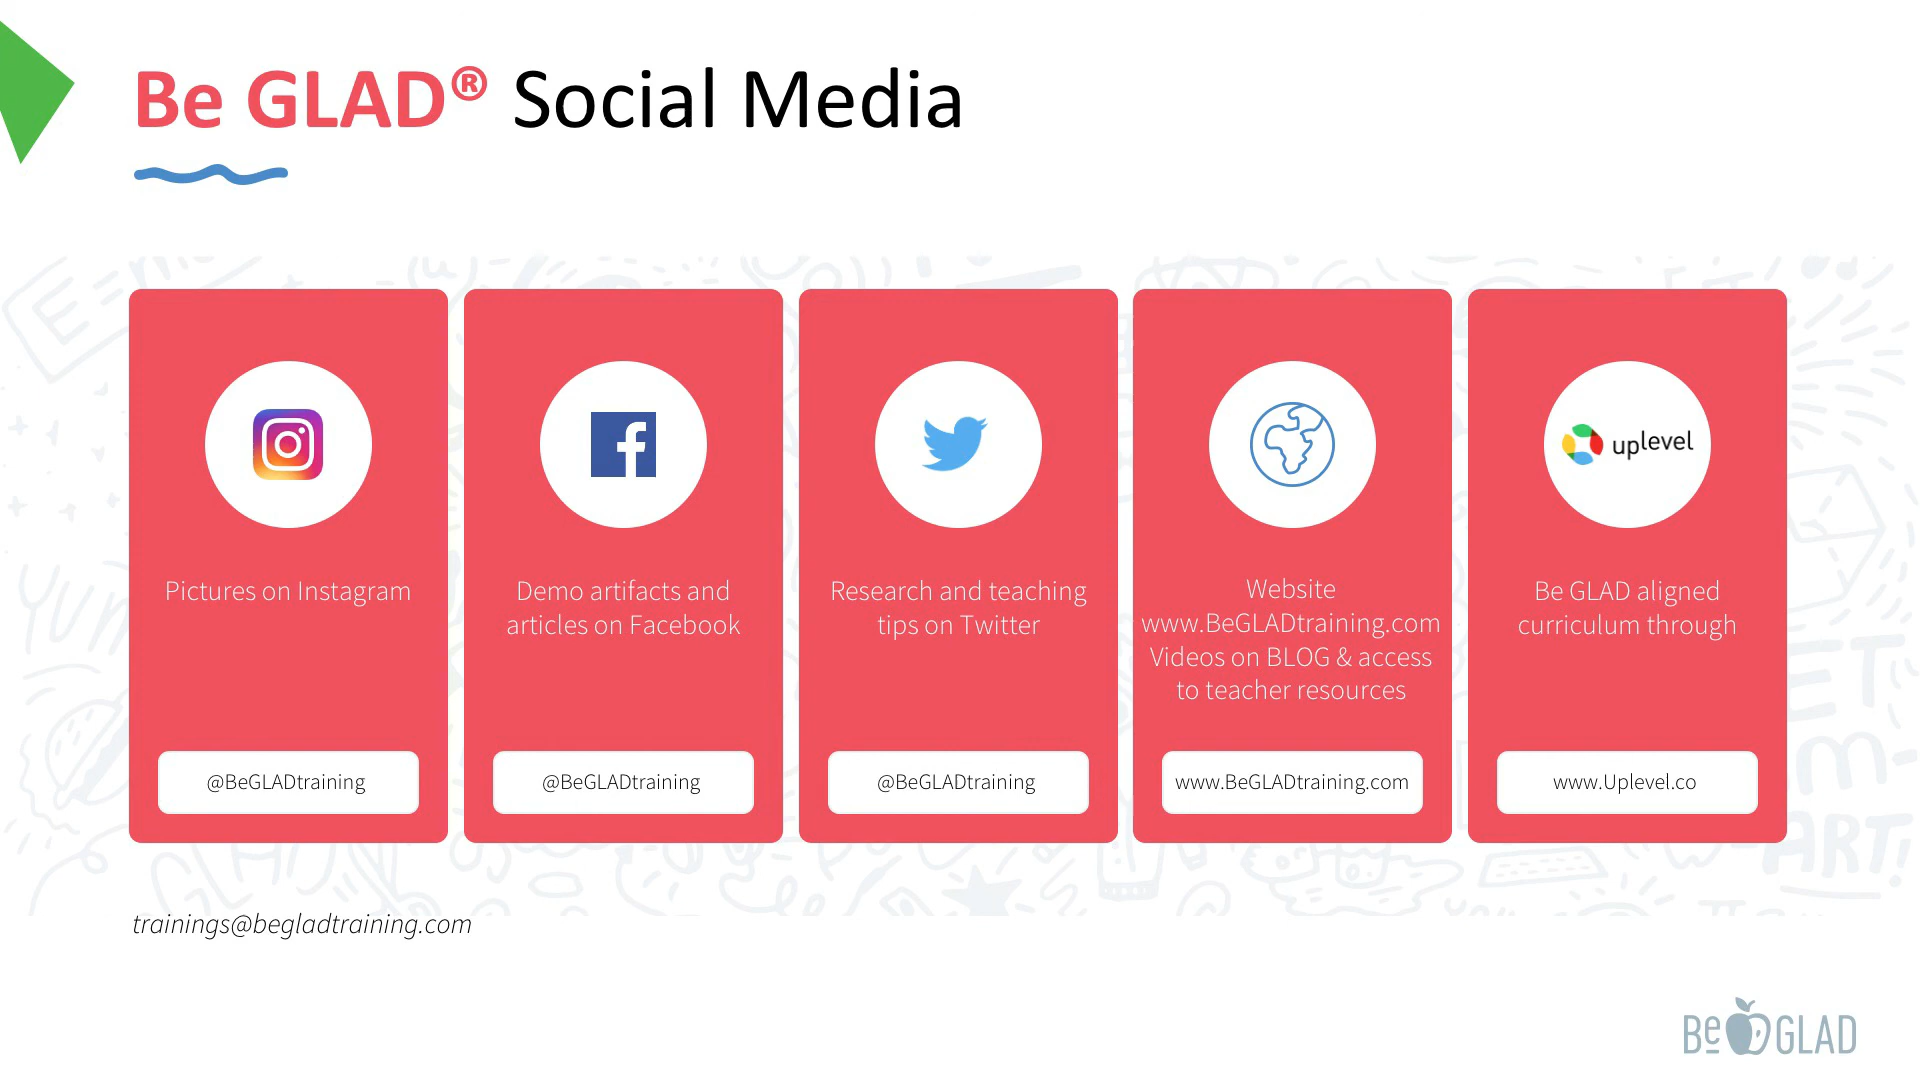 Be GLAD® Social Media
uplevel
Pictures on Instagram
Demo artifacts and
articles on Facebook
Research and teaching
tips on Twitter
Website
www.BeGLADtraining.com
Videos on BLOG & access
to teacher resources
Be GLAD aligned
curriculum through
@BeGLADtraining
@BeGLADtraining
@BeGLADtraining
www.BeGLADtraining.com
www.Uplevel.co
trainings@begladtraining.com
Be GLAD